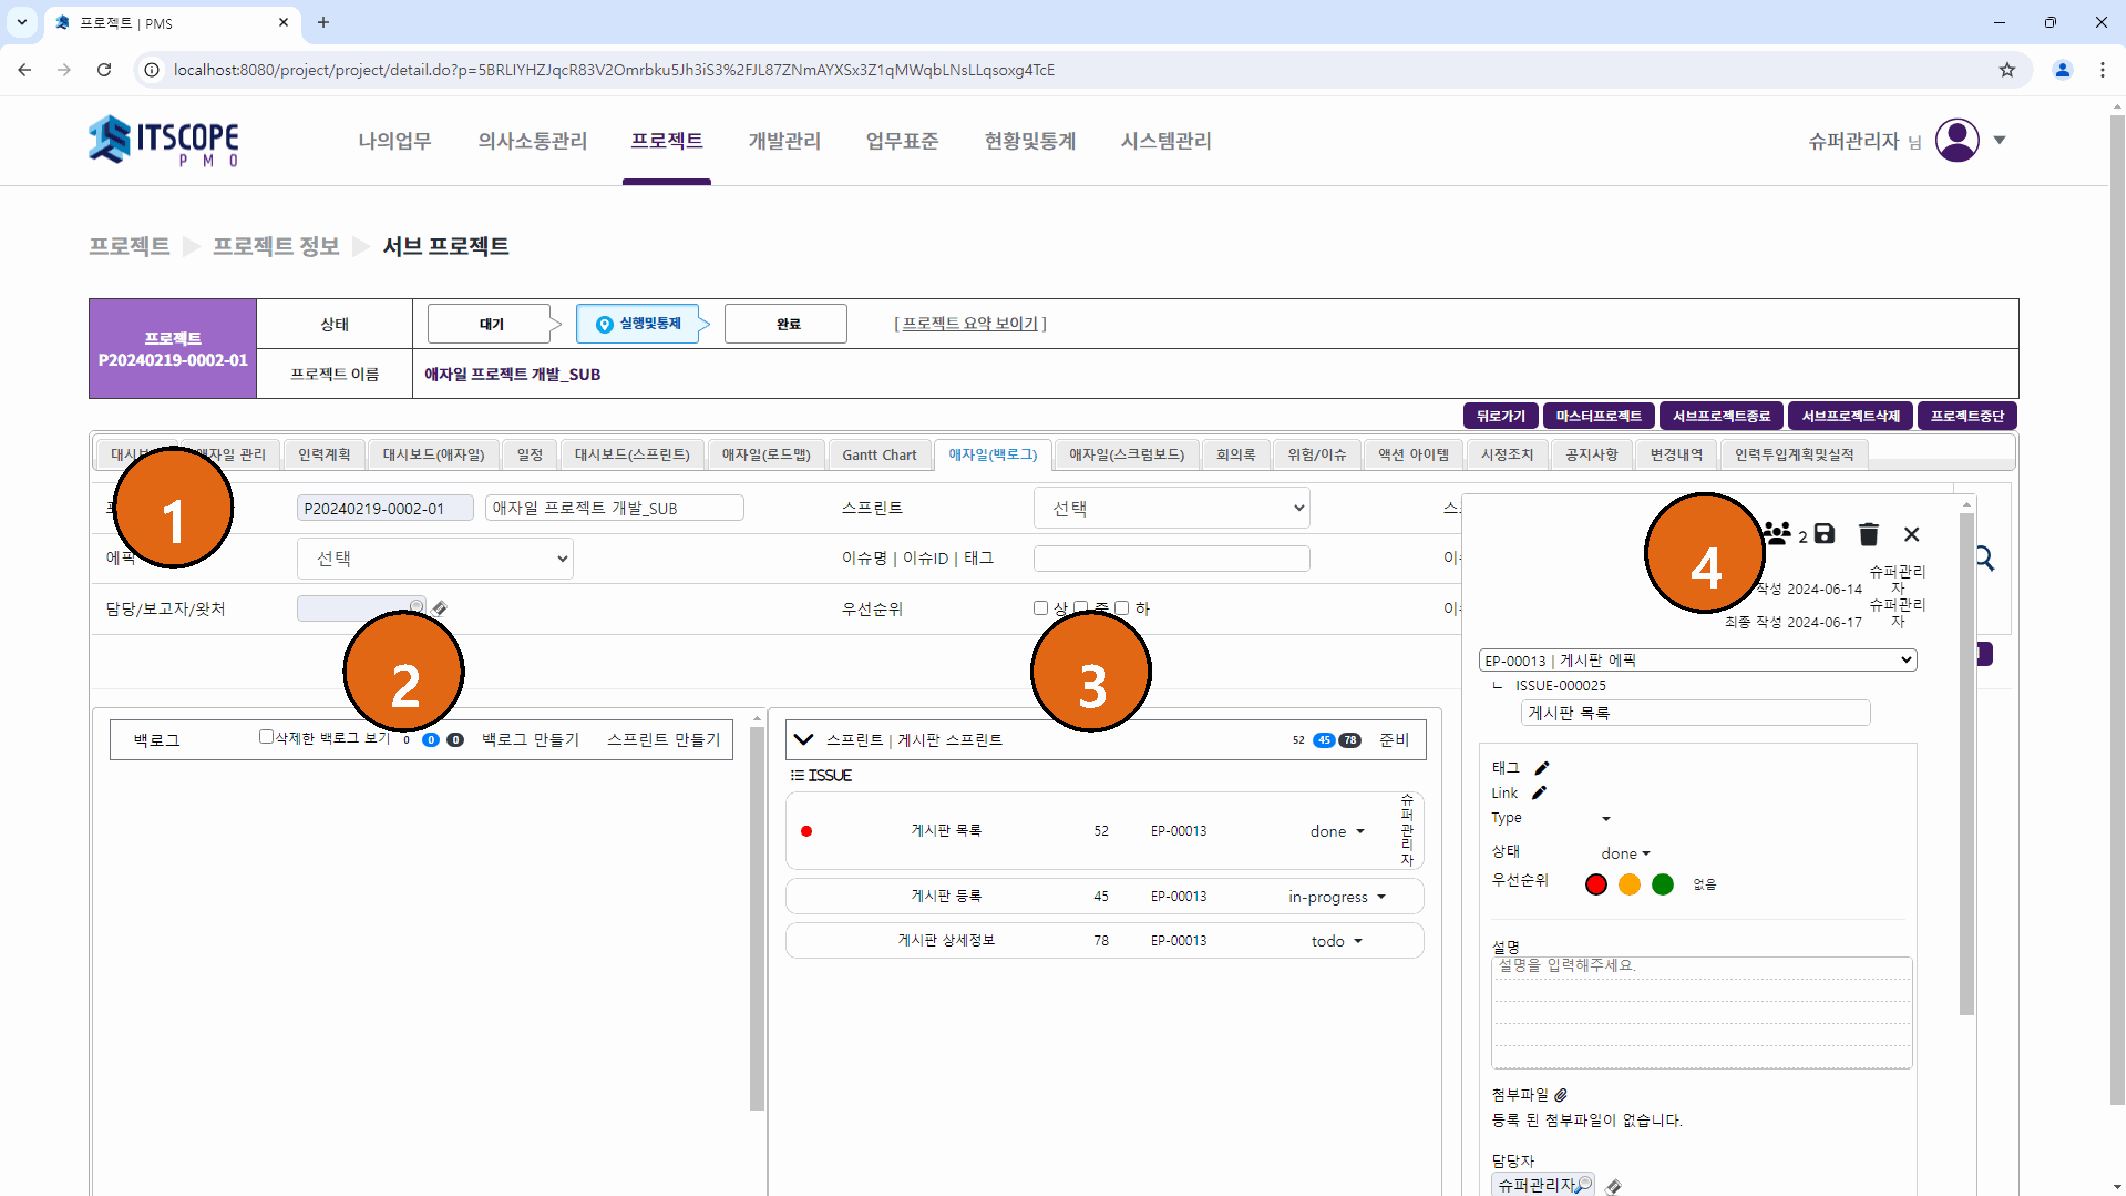 프로젝트 | PMS
localhost:8080/project/project/detail.do?p=5BRLIYHZJqcR83V2Omrbku5Jh3iS3%2FJL87ZNmAYXSx3Z1qMWqbLNsLLqsoxg4TcE
ITSCOPE
PMO
나의업무 의사소통관리 프로젝트 개발관리 업무표준 현황및통계 시스템관리
슈퍼관리자 님
프로젝트 프로젝트 정보 서브 프로젝트
프로젝트
P20240219-0002-01
상태 대기 실행및통제 완료 [ 프로젝트 요약 보이기 ]
프로젝트 이름 애자일 프로젝트 개발_SUB
뒤로가기 마스터프로젝트 서브프로젝트종료 서브프로젝트삭제 프로젝트중단
대시보 애자일 관리 인력계획 대시보드(애자일) 일정 대시보드(스프린트) 애자일(로드맵) Gantt Chart 애자일(백로그) 애자일(스크럼보드) 회의록 위험/이슈 액션 아이템 시정조치 공지사항 변경내역 인력투입계획및실적
1
P20240219-0002-01 애자일 프로젝트 개발_SUB 스프린트 선택
에픽 선택 이슈명 | 이슈ID | 태그
담당/보고자/왓처 우선순위 상 중 하
2
3
4
2
작성 2024-06-14 슈퍼관리자
최종 작성 2024-06-17 슈퍼관리자
EP-00013 | 게시판 에픽
ISSUE-000025
게시판 목록
백로그 삭제한 백로그 보기 0 0 0 백로그 만들기 스프린트 만들기
스프린트 | 게시판 스프린트 52 45 78 준비
ISSUE
게시판 목록 52 EP-00013 done 슈퍼관리자
게시판 등록 45 EP-00013 in-progress
게시판 상세정보 78 EP-00013 todo
태그
Link
Type
상태 done
우선순위 없음
설명
설명을 입력해주세요.
첨부파일
등록 된 첨부파일이 없습니다.
담당자
슈퍼관리자